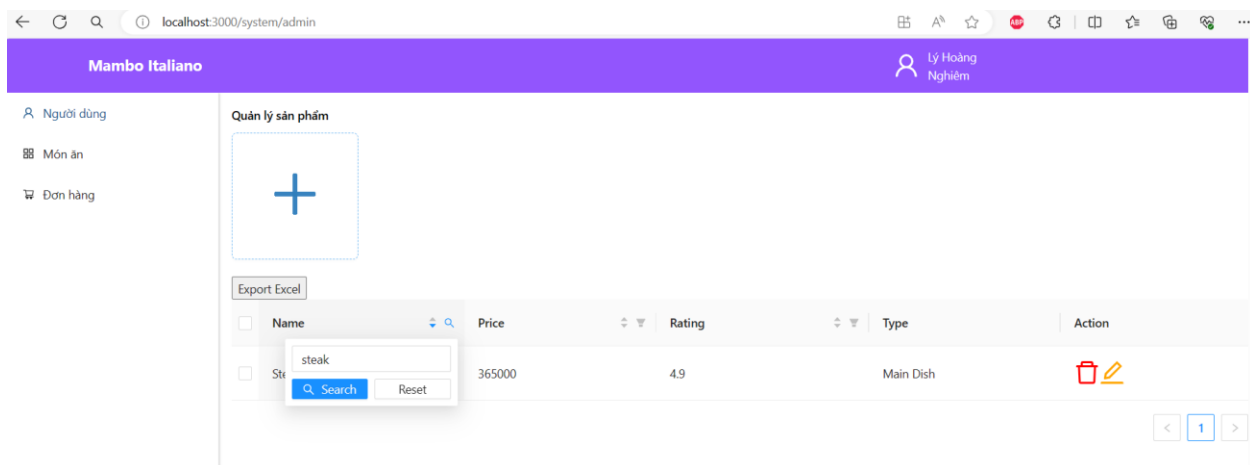 localhost:3000/system/admin
Mambo Italiano
Lý Hoàng
Nghiêm
Người dùng
Quản lý sản phẩm
Món ăn
Đơn hàng
Export Excel
Name Price Rating Type Action
steak
Ste 365000 4.9 Main Dish
Search Reset
< 1 >